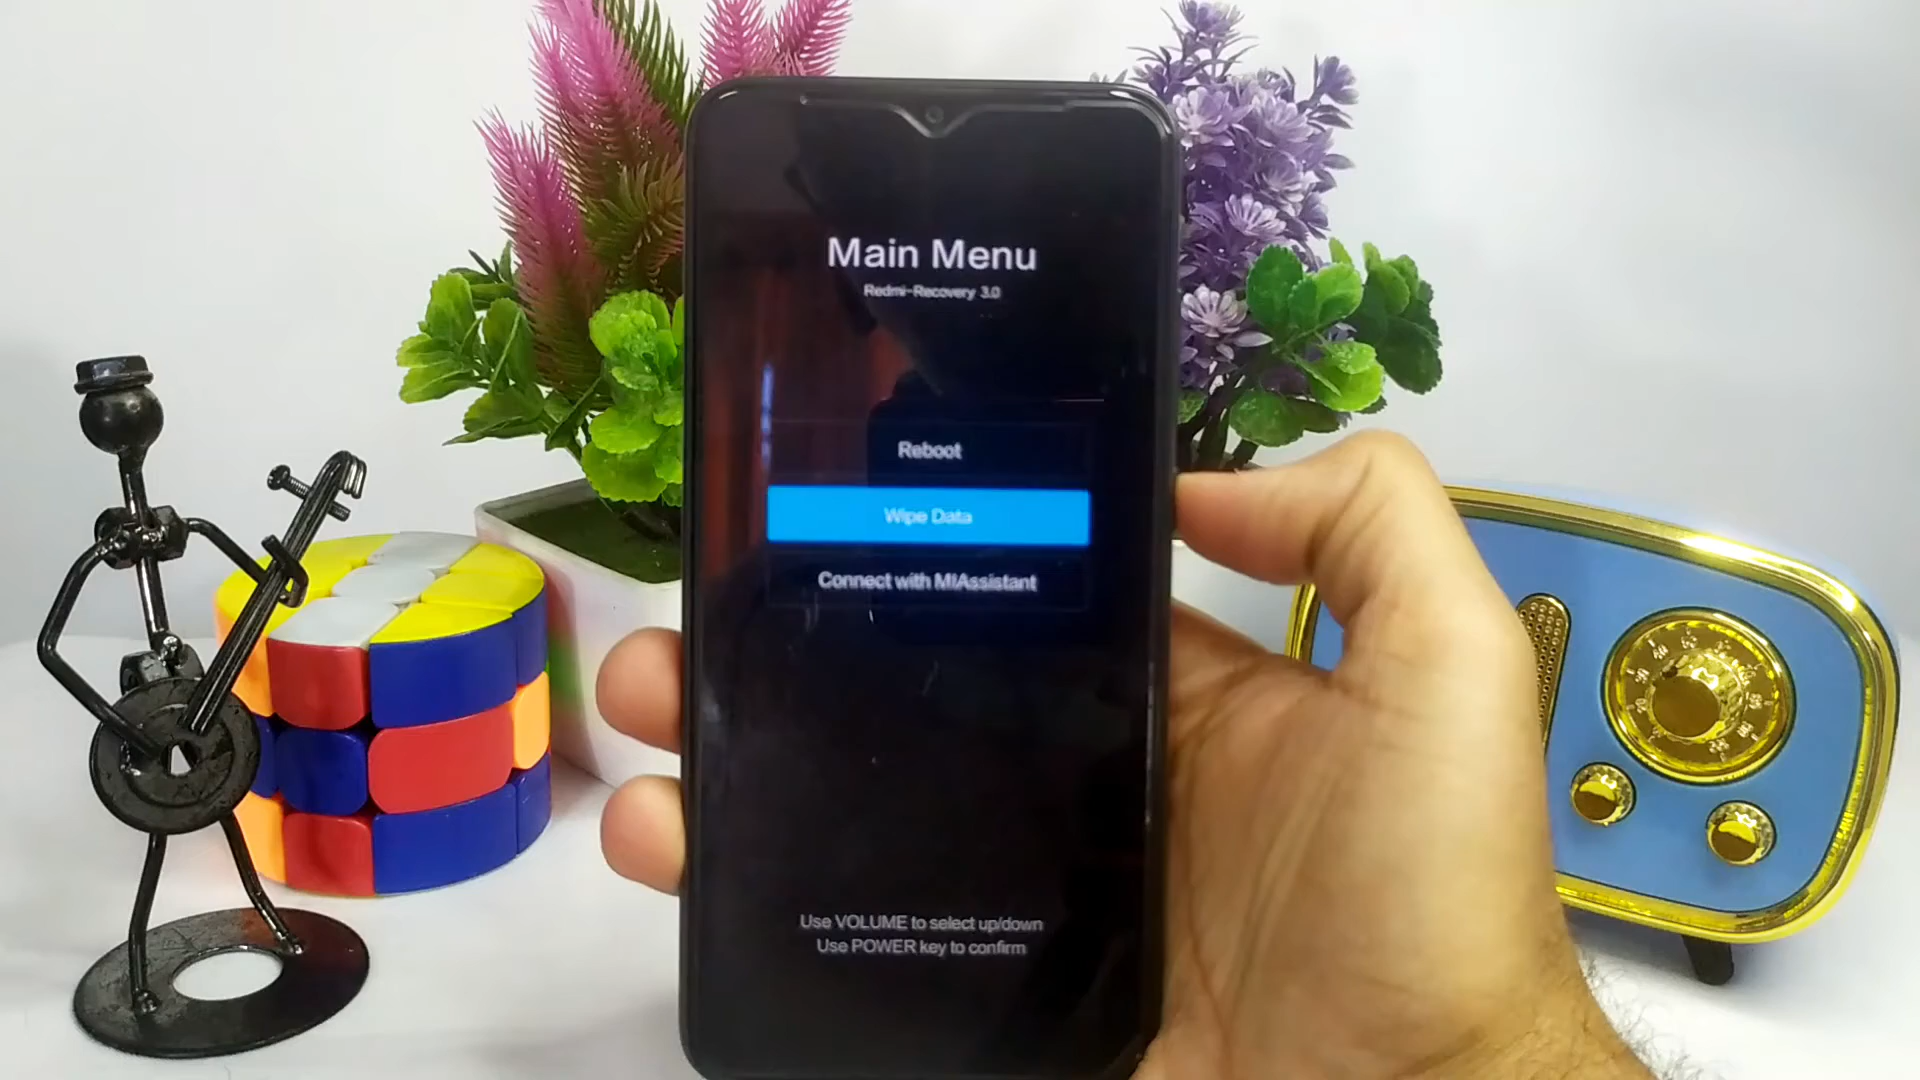 Main Menu
Redmi-Recovery 3.0
Reboot
Wipe Data
Connect with MIAssistant
Use VOLUME to select up/down
Use POWER key to confirm